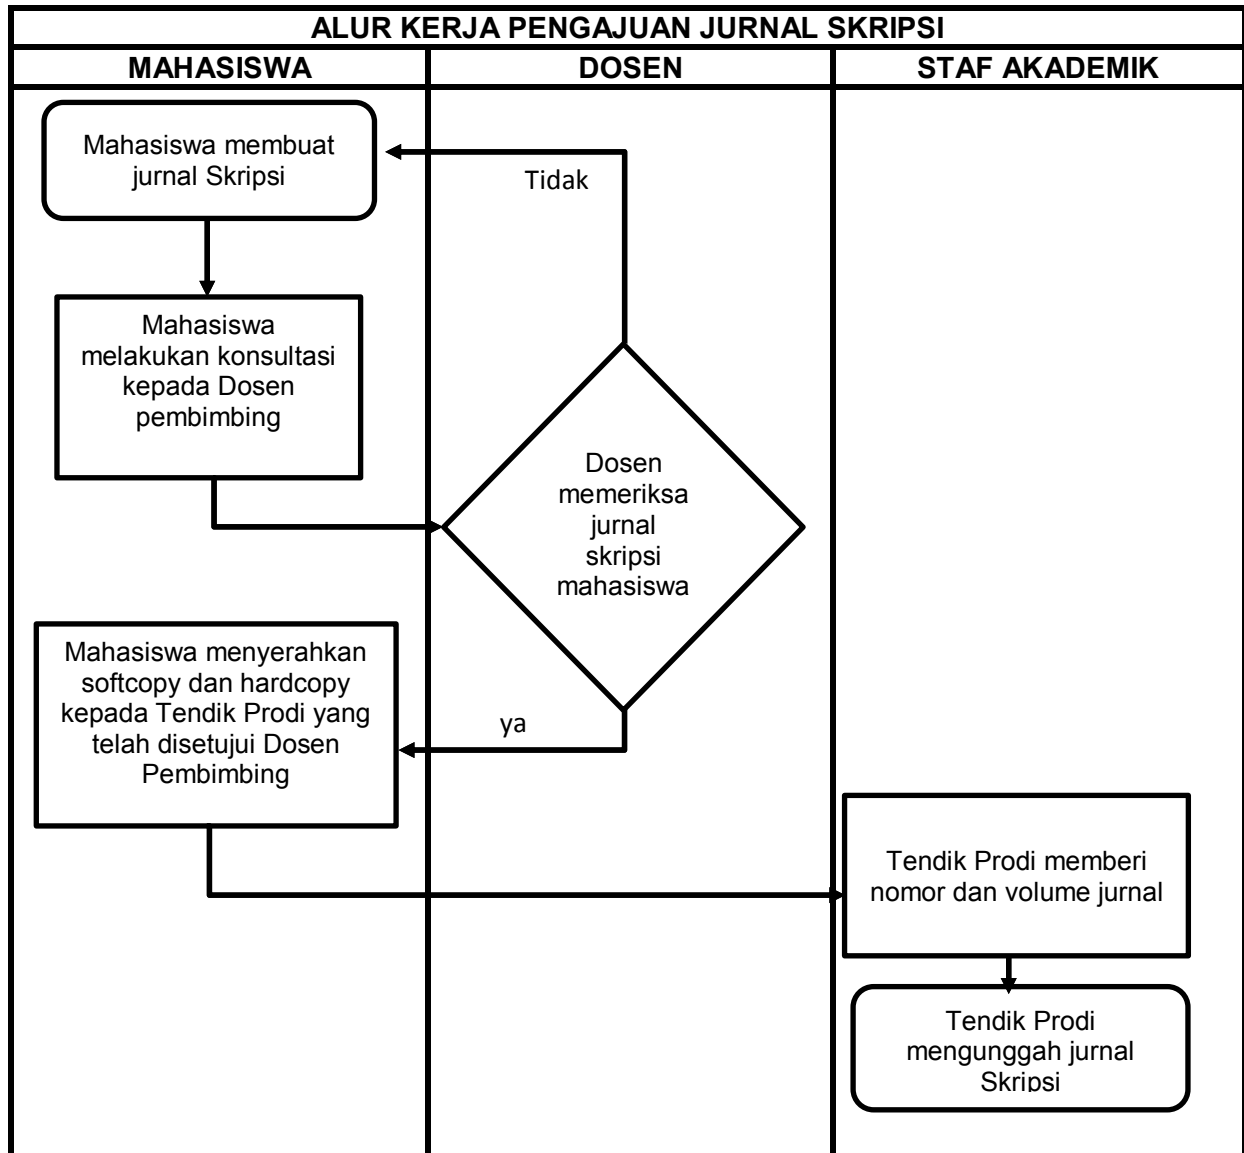 ALUR KERJA PENGAJUAN JURNAL SKRIPSI
MAHASISWA
DOSEN
STAF AKADEMIK
Mahasiswa membuat
jurnal Skripsi
Tidak
Mahasiswa
melakukan konsultasi
kepada Dosen
pembimbing
Dosen
memeriksa
jurnal
skripsi
mahasiswa
Mahasiswa menyerahkan
softcopy dan hardcopy
kepada Tendik Prodi yang
telah disetujui Dosen
Pembimbing
ya
Tendik Prodi memberi
nomor dan volume jurnal
Tendik Prodi
mengunggah jurnal
Skripsi